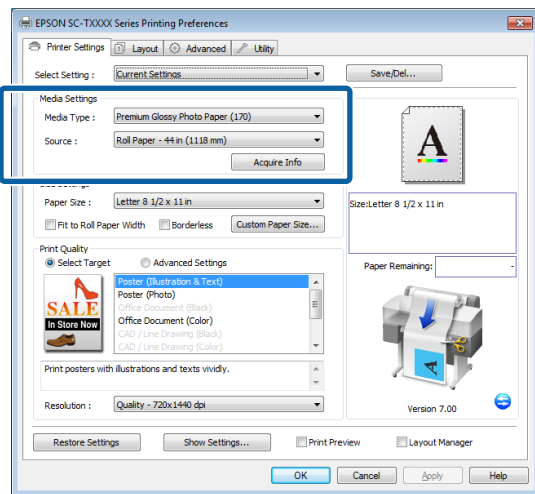 EPSON SC-TXXXX Series Printing Preferences
Printer Settings Layout Advanced Utility
Select Setting : Current Settings Save/Del...
Media Settings
Media Type : Premium Glossy Photo Paper (170)
Source : Roll Paper - 44 in (1118 mm)
Acquire Info
A
Paper Size : Letter 8 1/2 x 11 in
Fit to Roll Paper Width Borderless Custom Paper Size...
Size:Letter 8 1/2 x 11 in
Print Quality
Select Target Advanced Settings
Paper Remaining: -
SALE
In Store Now
Poster (Illustration & Text)
Poster (Photo)
Office Document (Black)
Office Document (Color)
CAD / Line Drawing (Black)
CAD / Line Drawing (Color)
A
Print posters with illustrations and texts vividly.
Resolution : Quality - 720x1440 dpi
Version 7.00
Restore Settings Show Settings... Print Preview Layout Manager
OK Cancel Apply Help